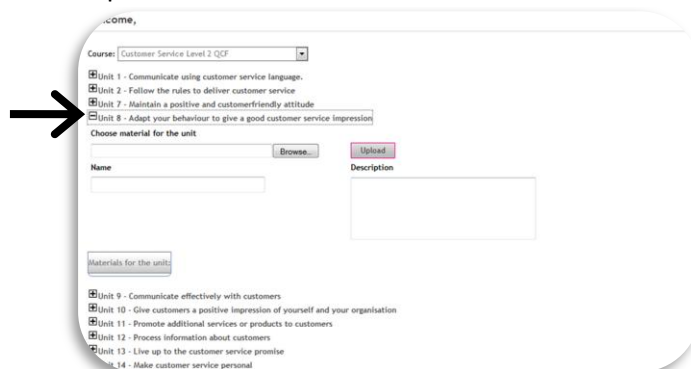 come,
Course: Customer Service Level 2 QCF
Unit 1 - Communicate using customer service language.
Unit 2 - Follow the rules to deliver customer service
Unit 7 - Maintain a positive and customerfriendly attitude
Unit 8 - Adapt your behaviour to give a good customer service impression
Choose material for the unit
Browse.. Upload
Name Description
Materials for the unit:
Unit 9 - Communicate effectively with customers
Unit 10 - Give customers a positive impression of yourself and your organisation
Unit 11 - Promote additional services or products to customers
Unit 12 - Process information about customers
Unit 13 - Live up to the customer service promise
14 - Make customer service personal